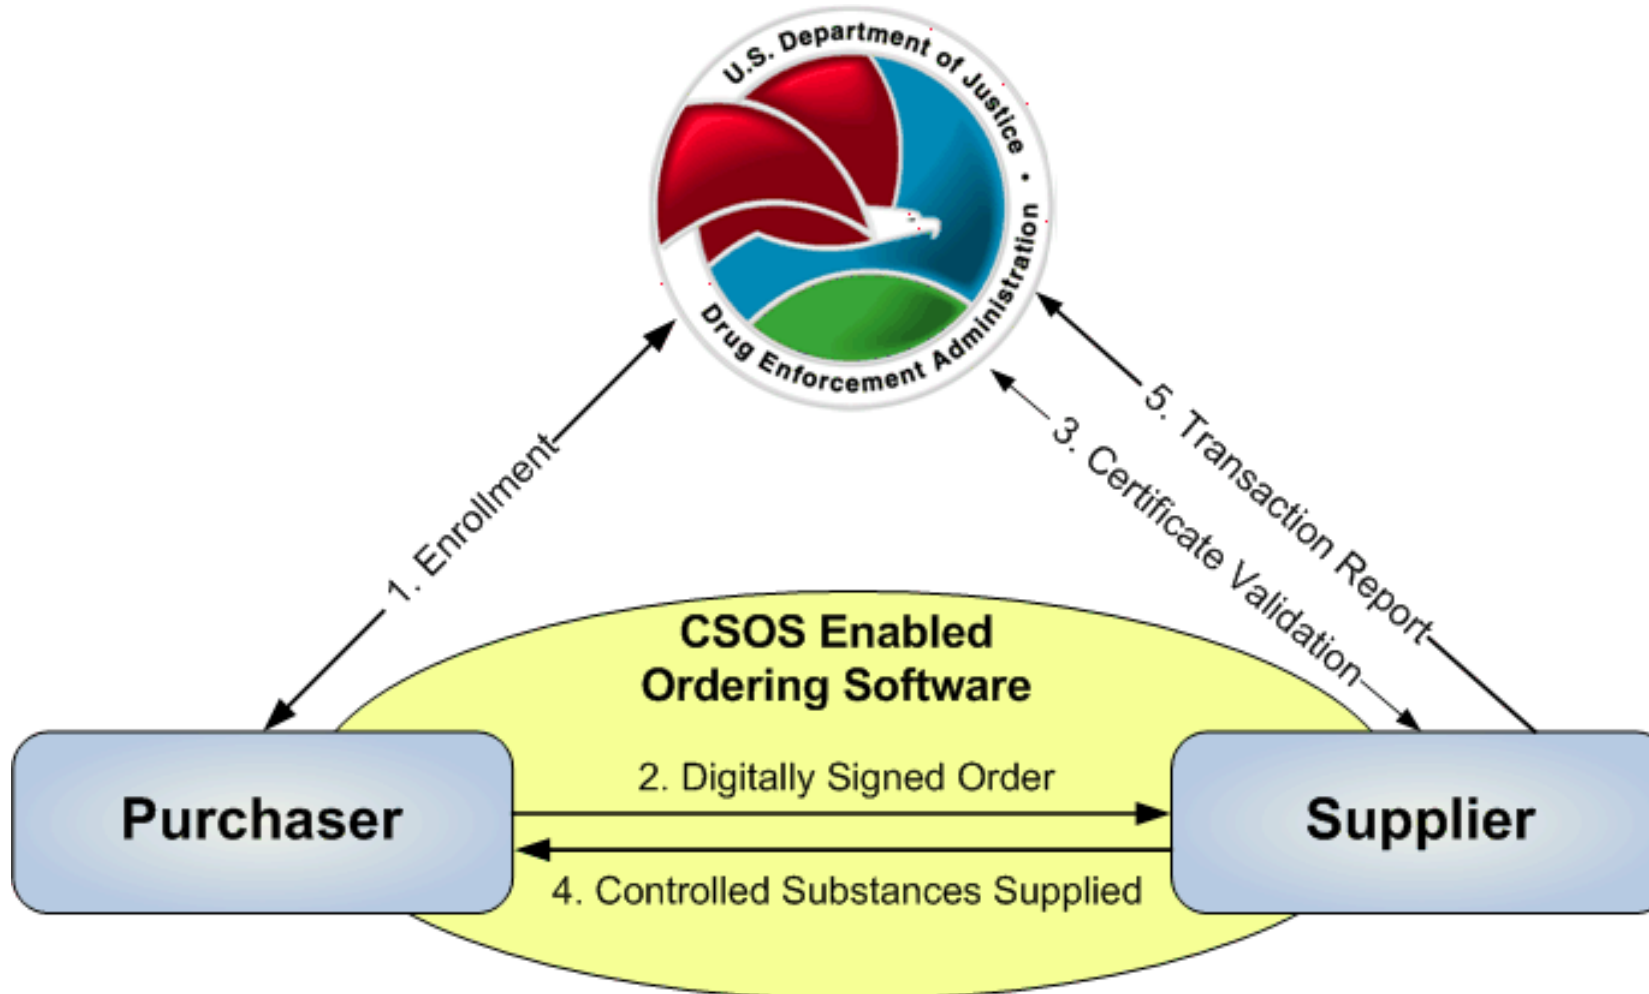 U.S. Department of Justice •
Drug Enforcement Administration
1. Enrollment
5. Transaction Report
3. Certificate Validation
CSOS Enabled
Ordering Software
Purchaser
2. Digitally Signed Order
4. Controlled Substances Supplied
Supplier